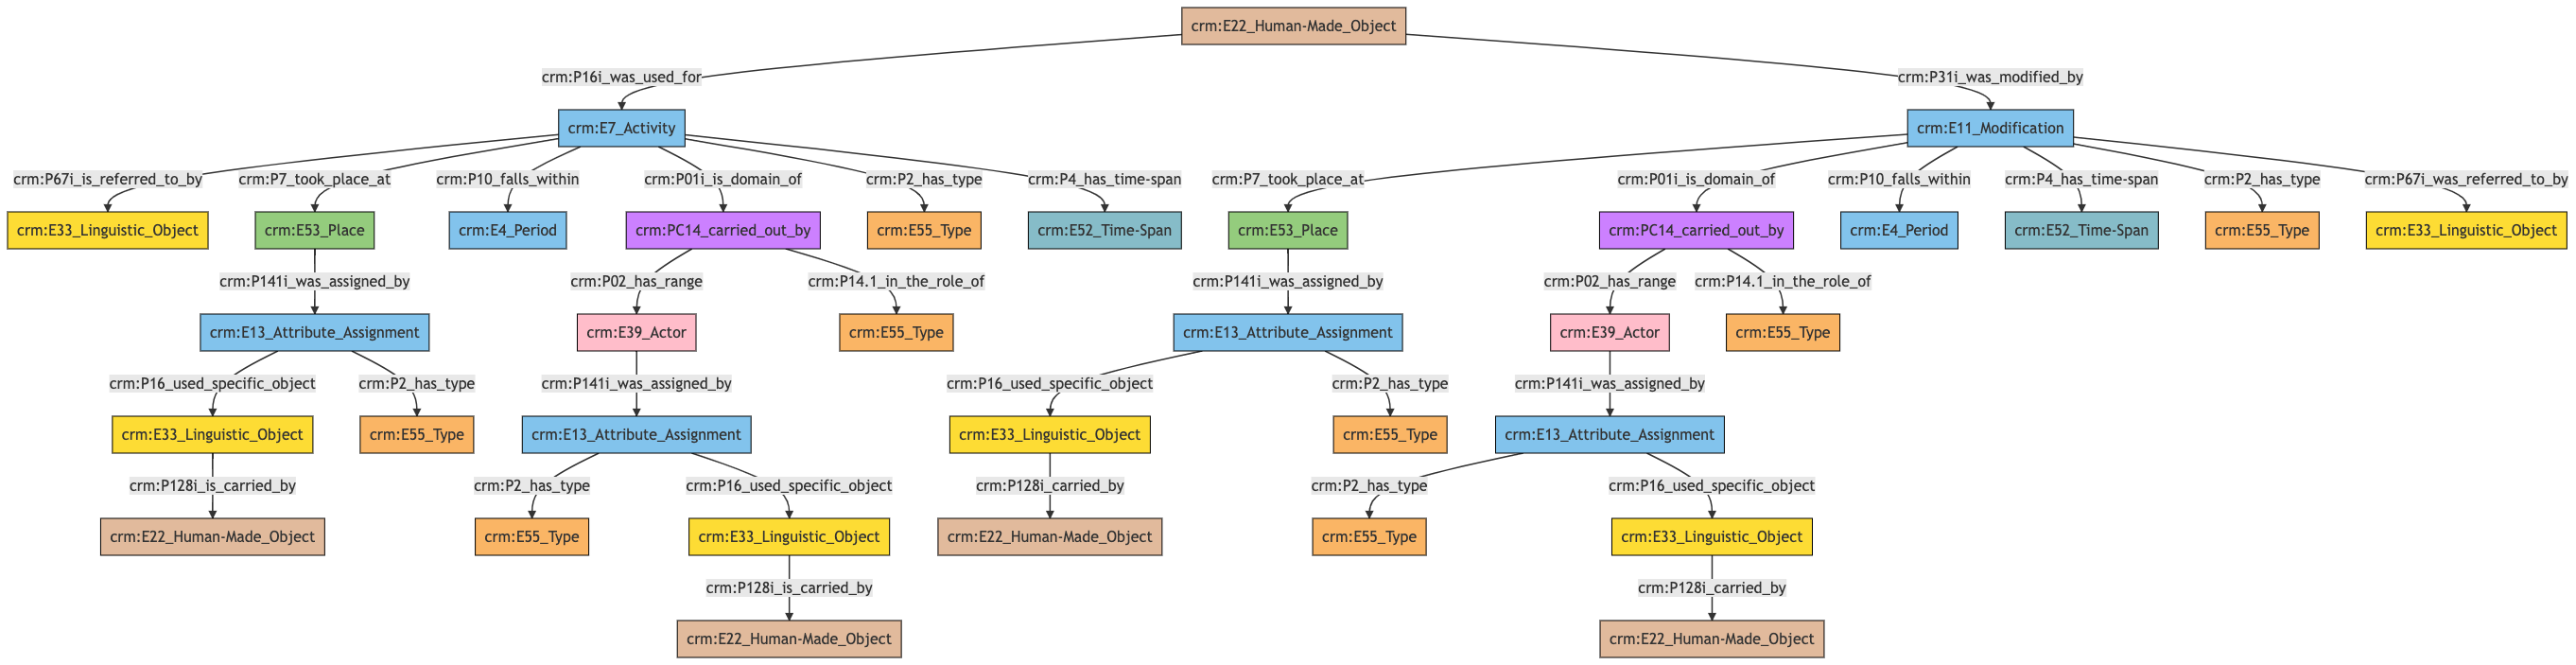 crm:E22_Human-Made_Object
crm:P16i_was_used_for
crm:P31i_was_modified_by
crm:E7_Activity
crm:E11_Modification
crm:P67i_is_referred_to_by
crm:P7_took_place_at
crm:P10_falls_within
crm:P01i_is_domain_of
crm:P2_has_type
crm:P4_has_time-span
crm:P7_took_place_at
crm:P01i_is_domain_of
crm:P10_falls_within
crm:P4_has_time-span
crm:P2_has_type
crm:P67i_was_referred_to_by
crm:E33_Linguistic_Object
crm:E53_Place
crm:E4_Period
crm:PC14_carried_out_by
crm:E55_Type
crm:E52_Time-Span
crm:E53_Place
crm:PC14_carried_out_by
crm:E4_Period
crm:E52_Time-Span
crm:E55_Type
crm:E33_Linguistic_Object
crm:P141i_was_assigned_by
crm:P02_has_range
crm:P14.1_in_the_role_of
crm:P141i_was_assigned_by
crm:P02_has_range
crm:P14.1_in_the_role_of
crm:E13_Attribute_Assignment
crm:E39_Actor
crm:E55_Type
crm:E13_Attribute_Assignment
crm:E39_Actor
crm:E55_Type
crm:P16_used_specific_object
crm:P2_has_type
crm:P141i_was_assigned_by
crm:P16_used_specific_object
crm:P2_has_type
crm:P141i_was_assigned_by
crm:E33_Linguistic_Object
crm:E55_Type
crm:E13_Attribute_Assignment
crm:E33_Linguistic_Object
crm:E55_Type
crm:E13_Attribute_Assignment
crm:P128i_is_carried_by
crm:P2_has_type
crm:P16_used_specific_object
crm:P128i_carried_by
crm:P2_has_type
crm:P16_used_specific_object
crm:E22_Human-Made_Object
crm:E55_Type
crm:E33_Linguistic_Object
crm:E22_Human-Made_Object
crm:E55_Type
crm:E33_Linguistic_Object
crm:P128i_is_carried_by
crm:P128i_carried_by
crm:E22_Human-Made_Object
crm:E22_Human-Made_Object